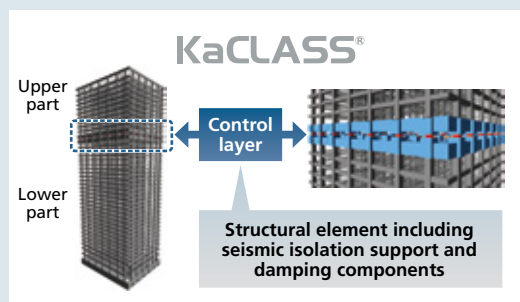 KaCLASS®
Upper
part
Control
layer
Lower
part
Structural element including
seismic isolation support and
damping components